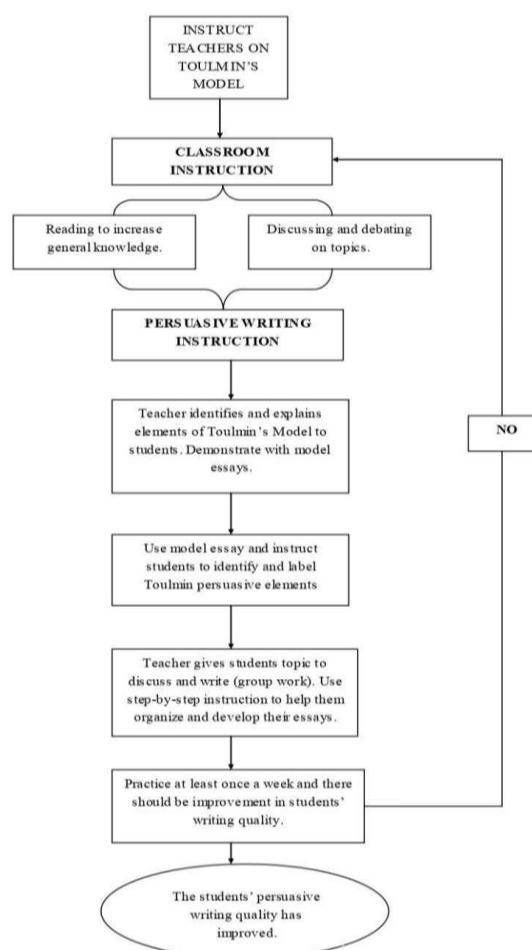 INSTRUCT
TEACHERS ON
TOULMIN'S
MODEL
CLASSROOM
INSTRUCTION
Reading to increase
general knowledge.
Discussing and debating
on topics.
PERSUASIVE WRITING
INSTRUCTION
Teacher identifies and explains
elements of Toulmin's Model to
students. Demonstrate with model
essays.
NO
Use model essay and instruct
students to identify and label
Toulmin persuasive elements
Teacher gives students topic to
discuss and write (group work). Use
step-by-step instruction to help them
organize and develop their essays.
Practice at least once a week and there
should be improvement in students'
writing quality.
The students' persuasive
writing quality has
improved.